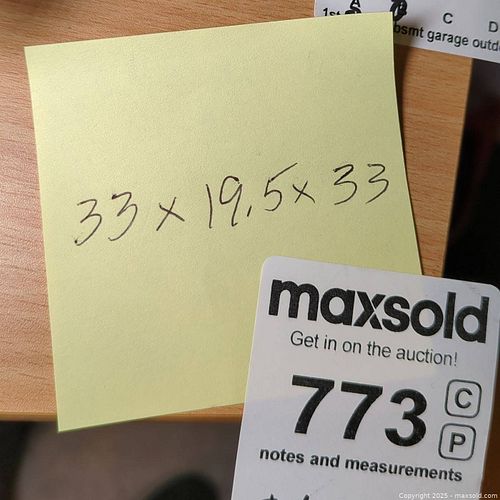 1st A C D
bsmt garage outd
33 x 19.5 x 33
maxsold
Get in on the auction!
773 C
P
notes and measurements
Copyright 2025 - maxsold.com